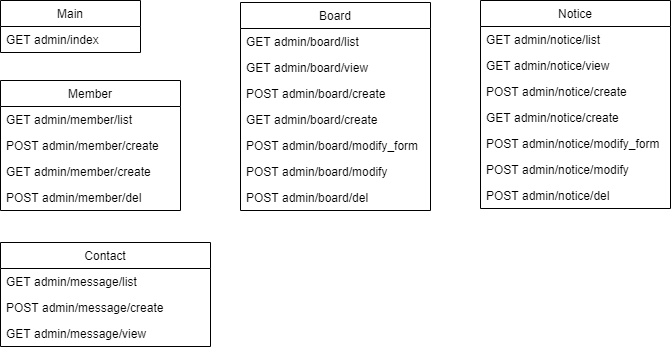 Main
GET admin/index
Member
GET admin/member/list
POST admin/member/create
GET admin/member/create
POST admin/member/del
Board
GET admin/board/list
GET admin/board/view
POST admin/board/create
GET admin/board/create
POST admin/board/modify_form
POST admin/board/modify
POST admin/board/del
Notice
GET admin/notice/list
GET admin/notice/view
POST admin/notice/create
GET admin/notice/create
POST admin/notice/modify_form
POST admin/notice/modify
POST admin/notice/del
Contact
GET admin/message/list
POST admin/message/create
GET admin/message/view